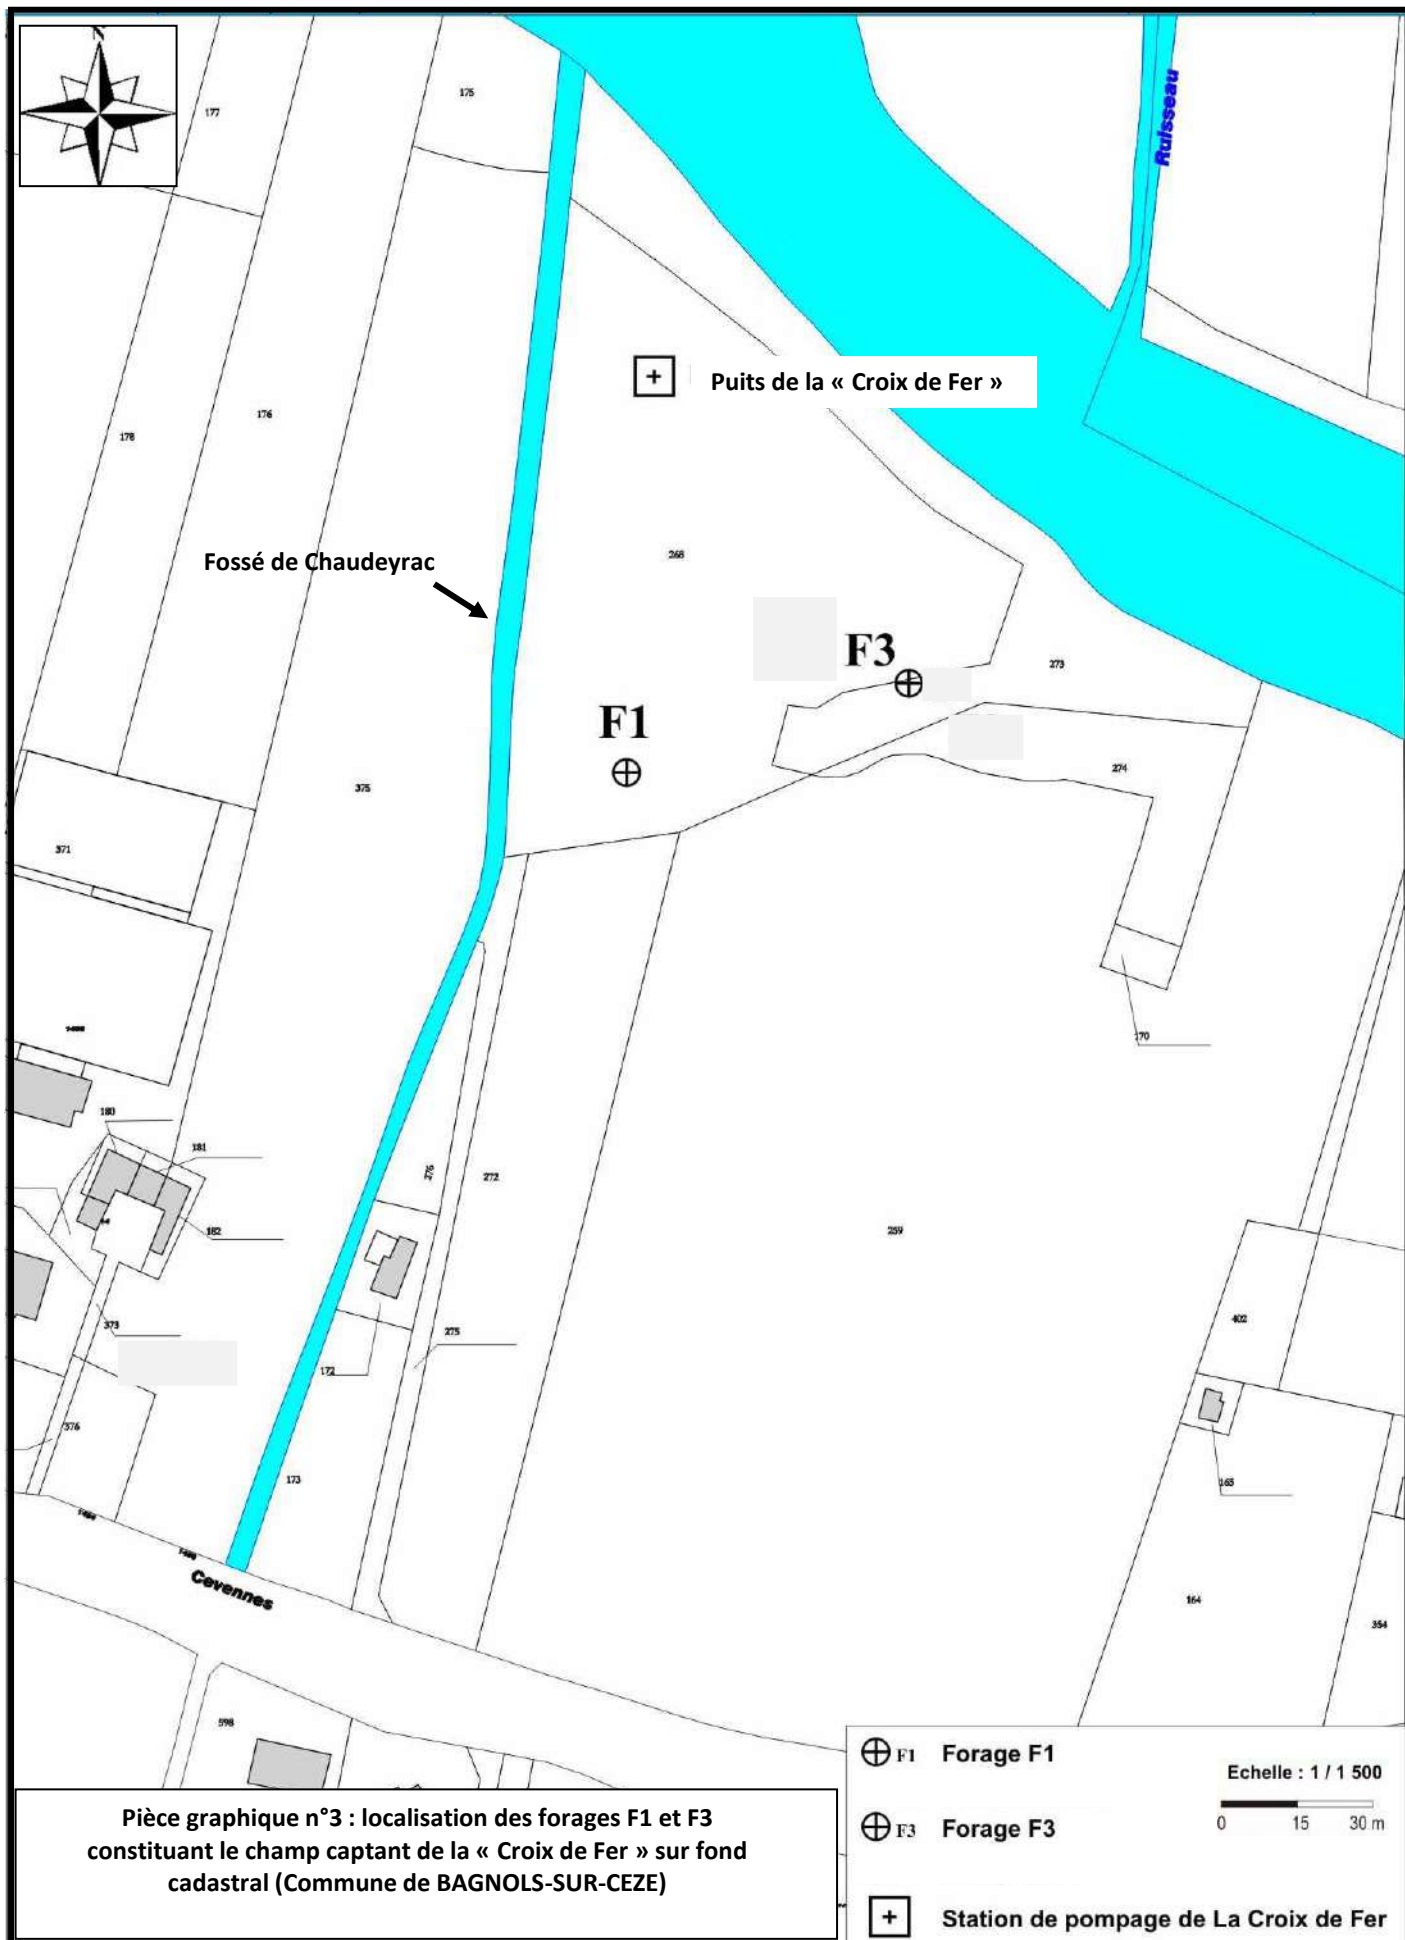 N
177
175
Ruisseau
Puits de la « Croix de Fer »
176
178
Fossé de Chaudeyrac
268
F3
273
F1
274
375
371
170
180
181
276
272
182
259
373
275
402
172
376
173
165
Cevennes
164
354
598
F1 Forage F1
Echelle : 1 / 1 500
0 15 30 m
F3 Forage F3
Station de pompage de La Croix de Fer
Pièce graphique n°3 : localisation des forages F1 et F3
constituant le champ captant de la « Croix de Fer » sur fond
cadastral (Commune de BAGNOLS-SUR-CEZE)